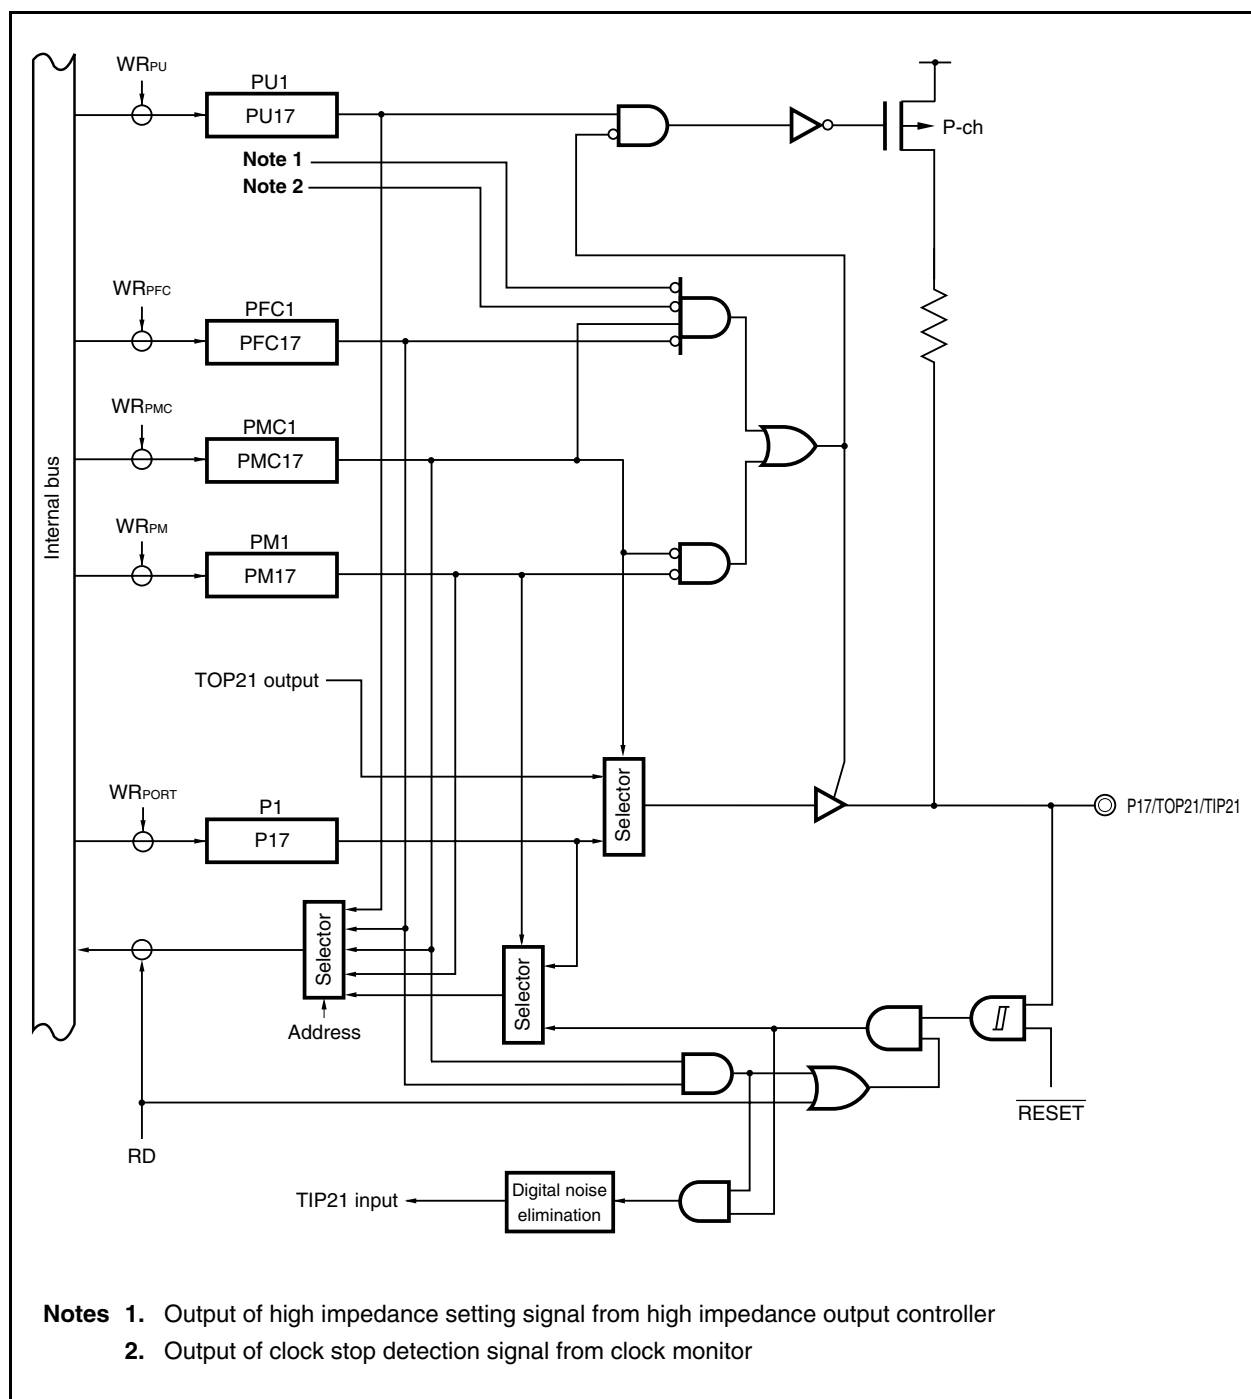 WRPU
PU1
PU17
P-ch
Note 1
Note 2
WRPFC
PFC1
PFC17
WRPMC
PMC1
PMC17
Internal bus
WRPM
PM1
PM17
TOP21 output
Selector
WRPORT
P1
P17
P17/TOP21/TIP21
Selector
Selector
Address
RESET
RD
TIP21 input
Digital noise
elimination
Notes 1. Output of high impedance setting signal from high impedance output controller
2. Output of clock stop detection signal from clock monitor